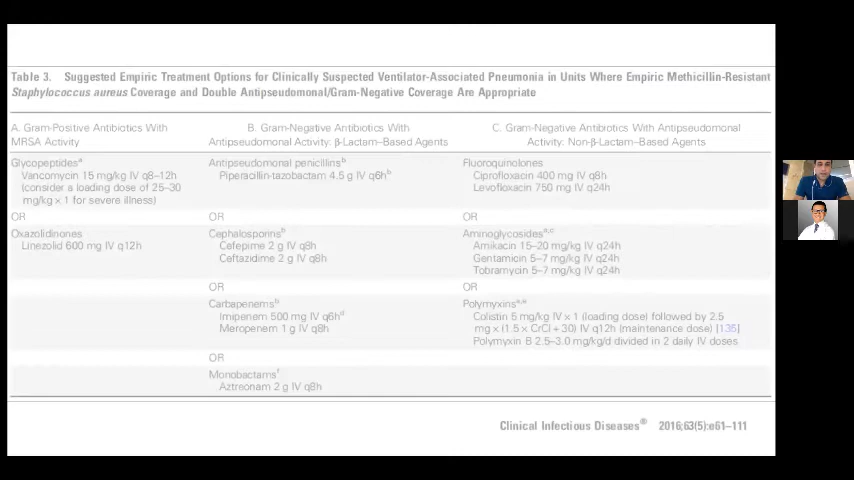 Table 3. Suggested Empiric Treatment Options for Clinically Suspected Ventilator-Associated Pneumonia in Units Where Empiric Methicillin-Resistant
Staphylococcus aureus Coverage and Double Antipseudomonal/Gram-Negative Coverage Are Appropriate
A. Gram-Positive Antibiotics With
MRSA Activity
B. Gram-Negative Antibiotics With
Antipseudomonal Activity: β-Lactam–Based Agents
C. Gram-Negative Antibiotics With Antipseudomonal
Activity: Non-β-Lactam–Based Agents
Glycopeptidesᵃ
Vancomycin 15 mg/kg IV q8–12h
(consider a loading dose of 25–30
mg/kg × 1 for severe illness)
Antipseudomonal penicillinsᵇ
Piperacillin-tazobactam 4.5 g IV q6hᵇ
Fluoroquinolones
Ciprofloxacin 400 mg IV q8h
Levofloxacin 750 mg IV q24h
OR
OR
OR
Oxazolidinones
Linezolid 600 mg IV q12h
Cephalosporinsᵇ
Cefepime 2 g IV q8h
Ceftazidime 2 g IV q8h
Aminoglycosidesᵃ,ᶜ
Amikacin 15–20 mg/kg IV q24h
Gentamicin 5–7 mg/kg IV q24h
Tobramycin 5–7 mg/kg IV q24h
OR
OR
Carbapenemsᵇ
Imipenem 500 mg IV q6hᵈ
Meropenem 1 g IV q8h
Polymyxinsᵃ,ᵉ
Colistin 5 mg/kg IV × 1 (loading dose) followed by 2.5
mg × (1.5 × CrCl + 30) IV q12h (maintenance dose) [135]
Polymyxin B 2.5–3.0 mg/kg/d divided in 2 daily IV doses
OR
Monobactamsᶠ
Aztreonam 2 g IV q8h
Clinical Infectious Diseases® 2016;63(5):e61–111